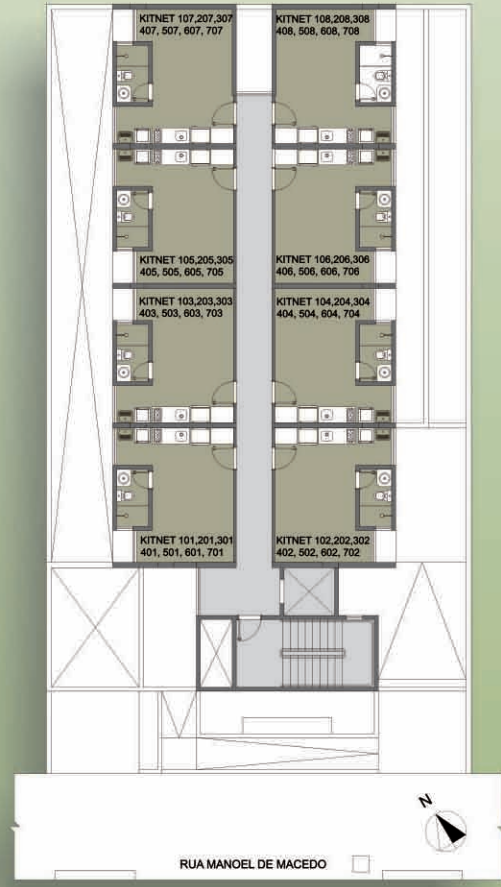 KITNET 107,207,307
407, 507, 607, 707
KITNET 108,208,308
408, 508, 608, 708
KITNET 105,205,305
405, 505, 605, 705
KITNET 106,206,306
406, 506, 606, 706
KITNET 103,203,303
403, 503, 603, 703
KITNET 104,204,304
404, 504, 604, 704
KITNET 101,201,301
401, 501, 601, 701
KITNET 102,202,302
402, 502, 602, 702
N
RUA MANOEL DE MACEDO